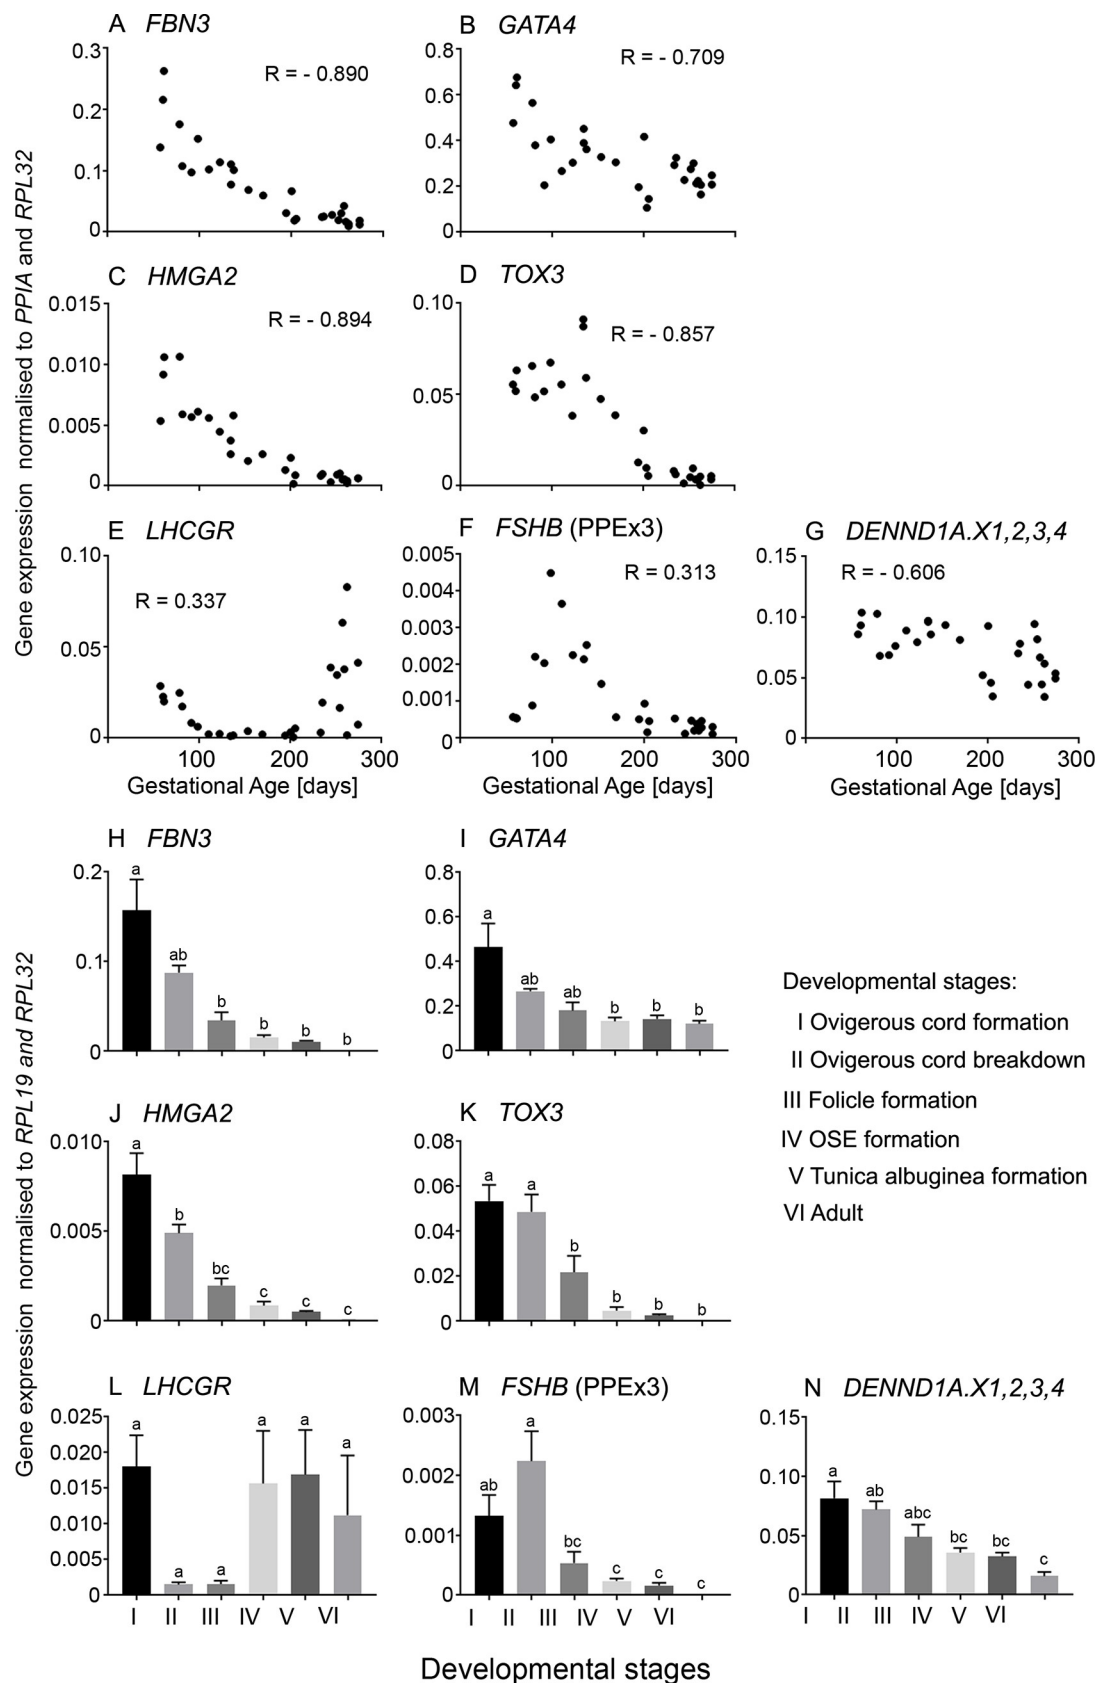 A FBN3
B GATA4
0.3
0.2
0.1
0
R = - 0.890
0.8
0.6
0.4
0.2
0
R = - 0.709
C HMGA2
D TOX3
0.015
0.010
0.005
0
R = - 0.894
0.10
0.05
0
R = - 0.857
E LHCGR
F FSHB (PPEx3)
G DENND1A.X1,2,3,4
0.10
0.05
0
R = 0.337
0.005
0.004
0.003
0.002
0.001
0
R = 0.313
0.15
0.10
0.05
0
R = - 0.606
0 100 200 300
0 100 200 300
0 100 200 300
Gestational Age [days]
Gestational Age [days]
Gestational Age [days]
Gene expression normalised to PPIA and RPL32
H FBN3
I GATA4
0.2
0.1
0
a
ab
b
b
b
b
0.8
0.6
0.4
0.2
0
a
ab
ab
b
b
b
Developmental stages:
I Ovigerous cord formation
II Ovigerous cord breakdown
III Folicle formation
IV OSE formation
V Tunica albuginea formation
VI Adult
J HMGA2
K TOX3
0.010
0.005
0
a
b
bc
c
c
c
0.08
0.06
0.04
0.02
0
a
a
b
b
b
b
L LHCGR
M FSHB (PPEx3)
N DENND1A.X1,2,3,4
0.025
0.020
0.015
0.010
0.005
0
a
a
a
a
a
a
0.003
0.002
0.001
0
ab
a
bc
c
c
c
0.15
0.10
0.05
0
a
ab
abc
bc
bc
c
I II III IV V VI
I II III IV V VI
I II III IV V VI
Gene expression normalised to RPL19 and RPL32
Developmental stages